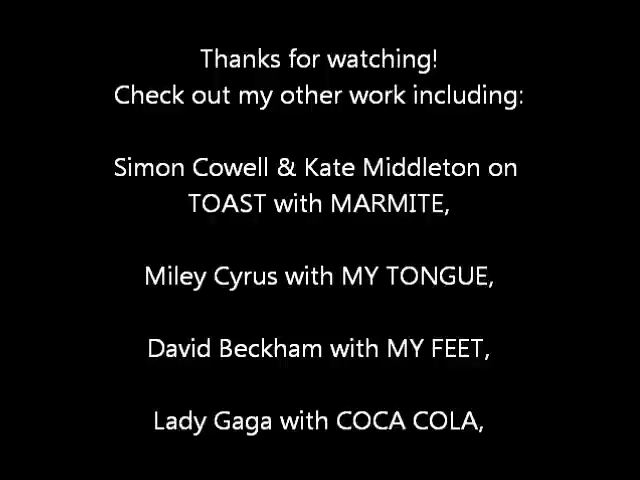 Thanks for watching!
Check out my other work including:
Simon Cowell & Kate Middleton on
TOAST with MARMITE,
Miley Cyrus with MY TONGUE,
David Beckham with MY FEET,
Lady Gaga with COCA COLA,